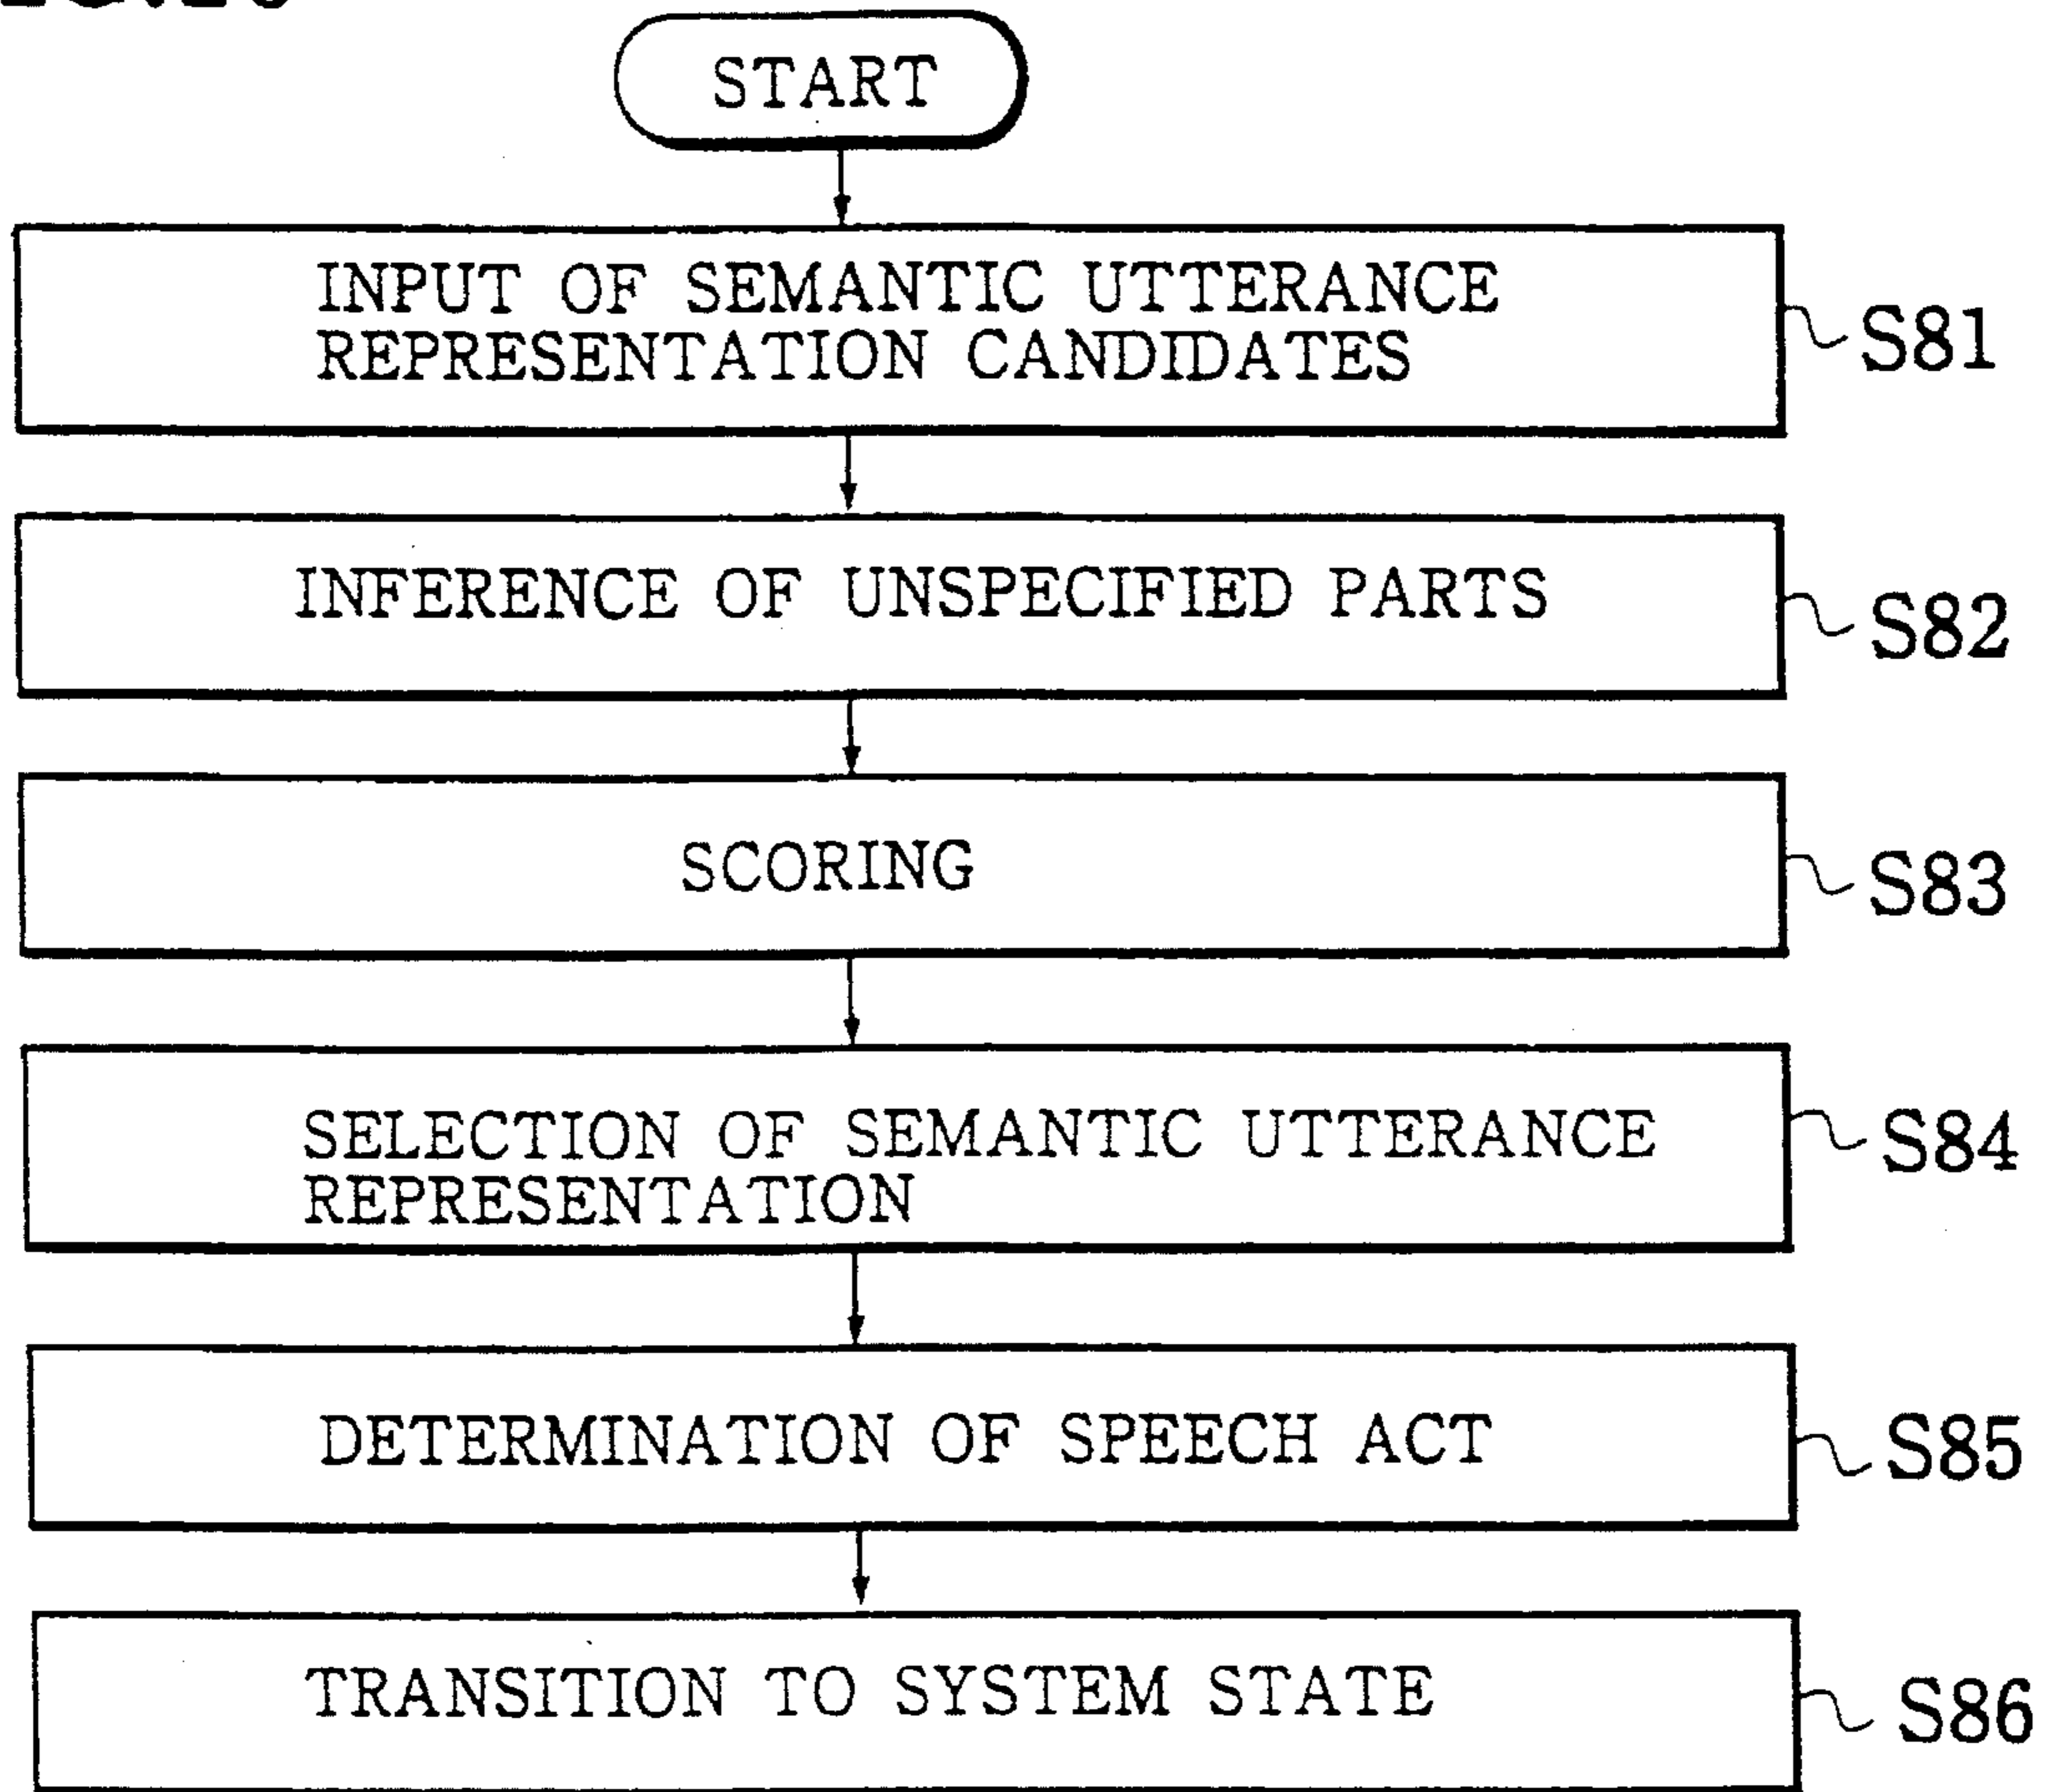 START
INPUT OF SEMANTIC UTTERANCE
REPRESENTATION CANDIDATES
S81
INFERENCE OF UNSPECIFIED PARTS
S82
SCORING
S83
SELECTION OF SEMANTIC UTTERANCE
REPRESENTATION
S84
DETERMINATION OF SPEECH ACT
S85
TRANSITION TO SYSTEM STATE
S86